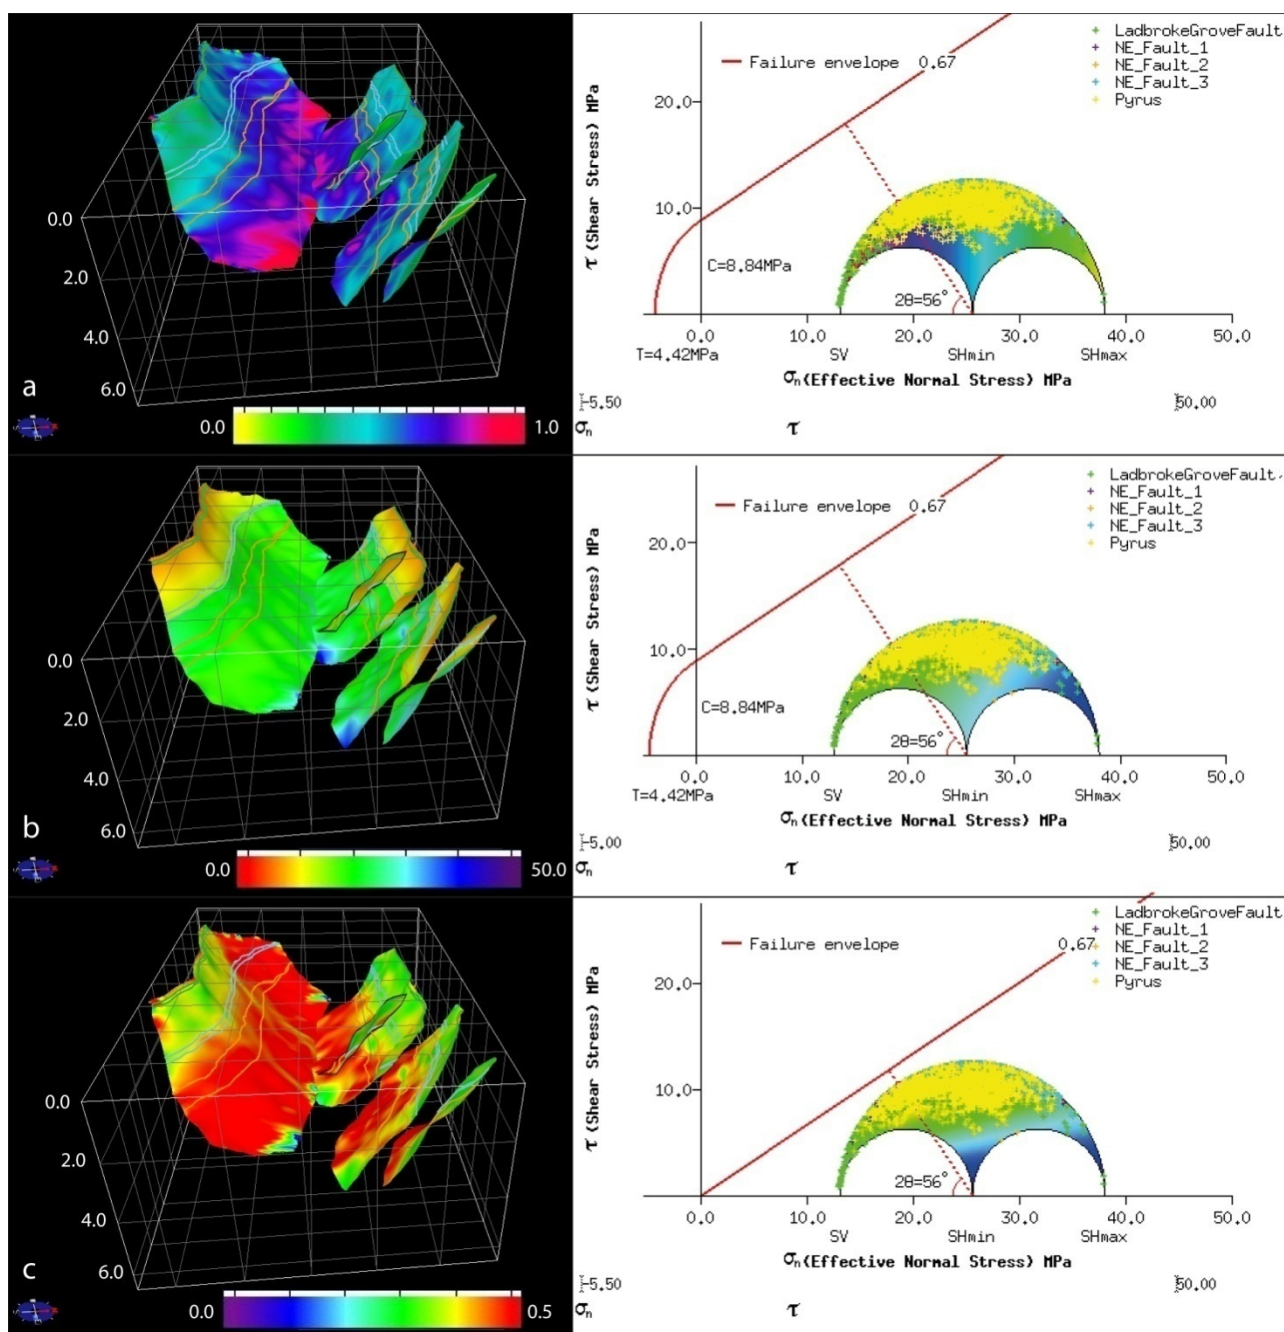 Failure envelope 0.67
LadbrokeGroveFault
NE_Fault_1
NE_Fault_2
NE_Fault_3
Pyrus
τ (Shear Stress) MPa
20.0
10.0
C=8.84MPa
2θ=56°
0.0 10.0 20.0 30.0 40.0 50.0
T=4.42MPa SV SHmin SHmax
σn (Effective Normal Stress) MPa
-5.50 50.00
σn τ
0.0
2.0
4.0
6.0
a
0.0 1.0
Failure envelope 0.67
LadbrokeGroveFault
NE_Fault_1
NE_Fault_2
NE_Fault_3
Pyrus
τ (Shear Stress) MPa
20.0
10.0
C=8.84MPa
2θ=56°
0.0 10.0 20.0 30.0 40.0 50.0
T=4.42MPa SV SHmin SHmax
σn (Effective Normal Stress) MPa
-5.00 50.00
σn τ
0.0
2.0
4.0
6.0
b
0.0 50.0
Failure envelope 0.67
LadbrokeGroveFault
NE_Fault_1
NE_Fault_2
NE_Fault_3
Pyrus
τ (Shear Stress) MPa
20.0
10.0
2θ=56°
0.0 10.0 20.0 30.0 40.0 50.0
SV SHmin SHmax
σn (Effective Normal Stress) MPa
-5.50 50.00
σn τ
0.0
2.0
4.0
6.0
c
0.0 0.5